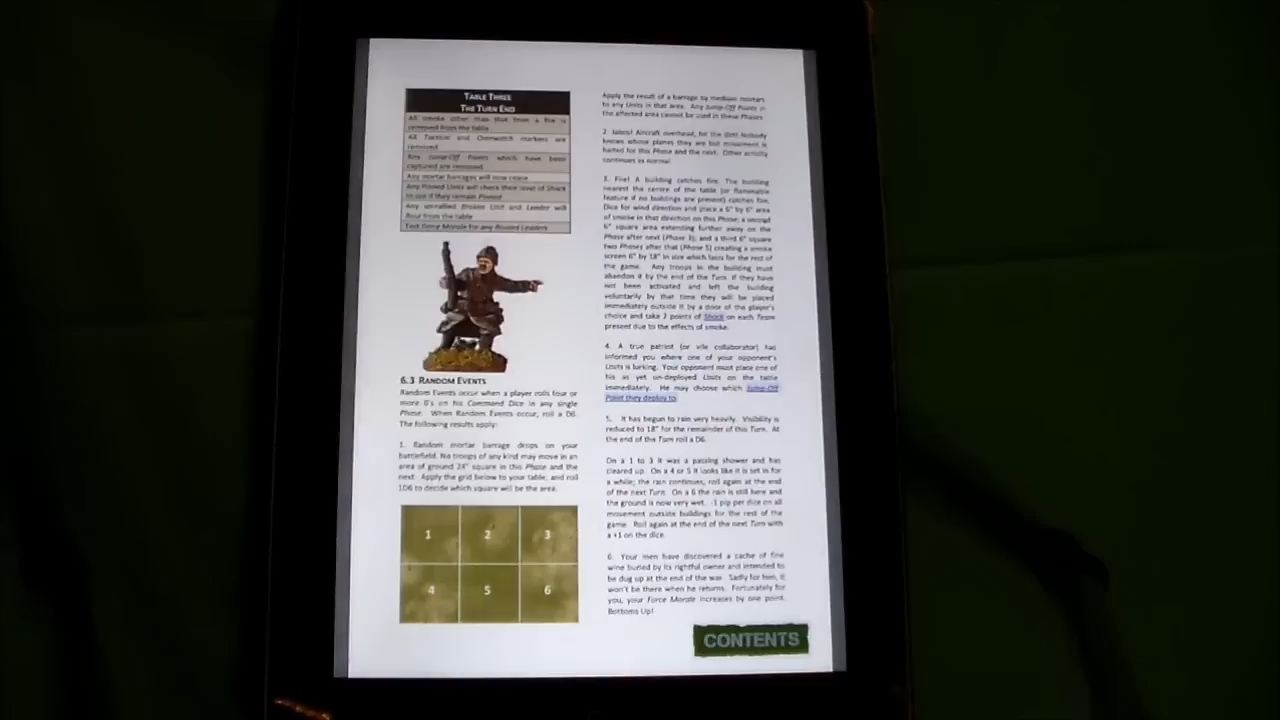 TABLE THREE
THE TURN END
All smoke other than that from a fire is
removed from the table
All Tactical and Overwatch markers are
removed
Any Jump-Off Points which have been
captured are removed
Any mortar barrages will now cease
Any Pinned Units will check their level of Shock
to see if they remain Pinned
Any unrallied Broken Unit and Leader will
Rout from the table
Test Force Morale for any Routed Leaders
6.3 RANDOM EVENTS
Random Events occur when a player rolls four or
more 6's on his Command Dice in any single
Phase. When Random Events occur, roll a D6.
The following results apply:
1. Random mortar barrage drops on your
battlefield. No troops of any kind may move in an
area of ground 24" square in this Phase and the
next. Apply the grid below to your table, and roll
1D6 to decide which square will be the area.
1 2 3
4 5 6
Apply the result of a barrage by medium mortars
to any Units in that area. Any Jump-Off Points in
the affected area cannot be used in these Phases
2. Jabos! Aircraft overhead, hit the dirt! Nobody
knows whose planes they are but movement is
halted for this Phase and the next. Other activity
continues as normal
3. Fire! A building catches fire. The building
nearest the centre of the table (or flammable
feature if no buildings are present) catches fire.
Dice for wind direction and place a 6" by 6" area
of smoke in that direction on this Phase; a second
6" square area extending further away on the
Phase after next (Phase 3); and a third 6" square
two Phases after that (Phase 5) creating a smoke
screen 6" by 18" in size which lasts for the rest of
the game. Any troops in the building must
abandon it by the end of the Turn. If they have
not been activated and left the building
voluntarily by that time they will be placed
immediately outside it by a door of the player's
choice and take 2 points of Shock on each Team
present due to the effects of smoke.
4. A true patriot (or vile collaborator) has
informed you where one of your opponent's
Units is lurking. Your opponent must place one of
his as yet un-deployed Units on the table
immediately. He may choose which Jump-Off
Point they deploy to.
5. It has begun to rain very heavily. Visibility is
reduced to 18" for the remainder of this Turn. At
the end of the Turn roll a D6.
On a 1 to 3 it was a passing shower and has
cleared up. On a 4 or 5 it looks like it is set in for
a while; the rain continues, roll again at the end
of the next Turn. On a 6 the rain is still here and
the ground is now very wet. -1 pip per dice on all
movement outside buildings for the rest of the
game. Roll again at the end of the next Turn with
a +1 on the dice.
6. Your men have discovered a cache of fine
wine buried by its rightful owner and intended to
be dug up at the end of the war. Sadly for him, it
won't be there when he returns. Fortunately for
you, your Force Morale increases by one point.
Bottoms Up!
CONTENTS